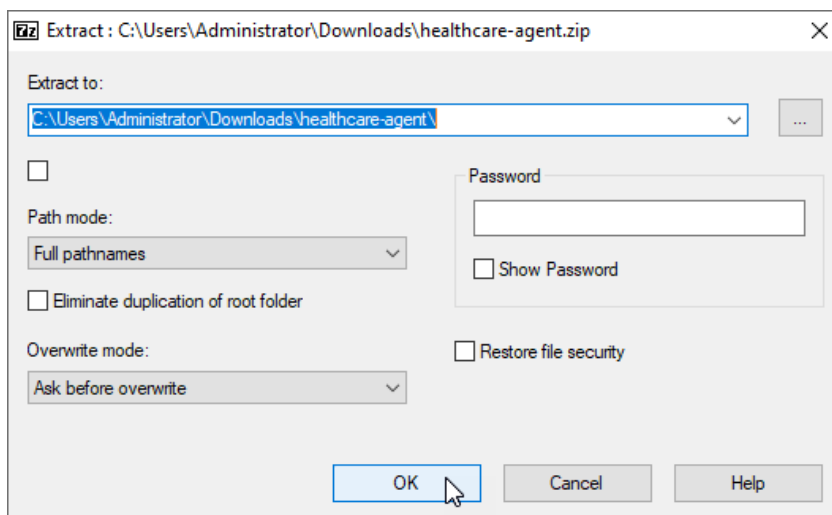 7z Extract : C:\Users\Administrator\Downloads\healthcare-agent.zip
Extract to:
C:\Users\Administrator\Downloads\healthcare-agent\
...
Password
Path mode:
Full pathnames
Show Password
Eliminate duplication of root folder
Overwrite mode:
Restore file security
Ask before overwrite
OK Cancel Help